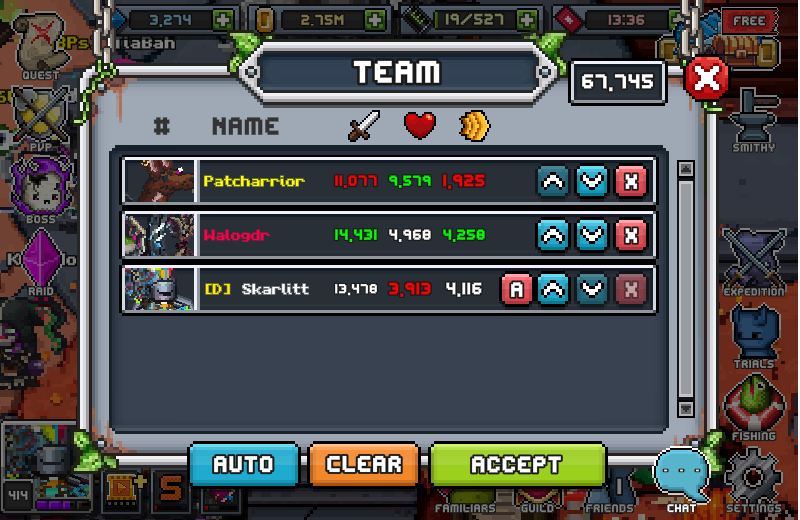 3,274 2.75M 19/527 13:36 FREE
TEAM
67,745
QUEST
# NAME
PVP
SMITHY
Patcharrior 11,077 9,579 1,925
BOSS
Walogdr 14,431 4,968 4,258
RAID
EXPEDITION
[D] Skarlitt 13,478 3,913 4,116 A
TRIALS
FISHING
AUTO CLEAR ACCEPT
414
S
FAMILIARS GUILD FRIENDS CHAT SETTINGS